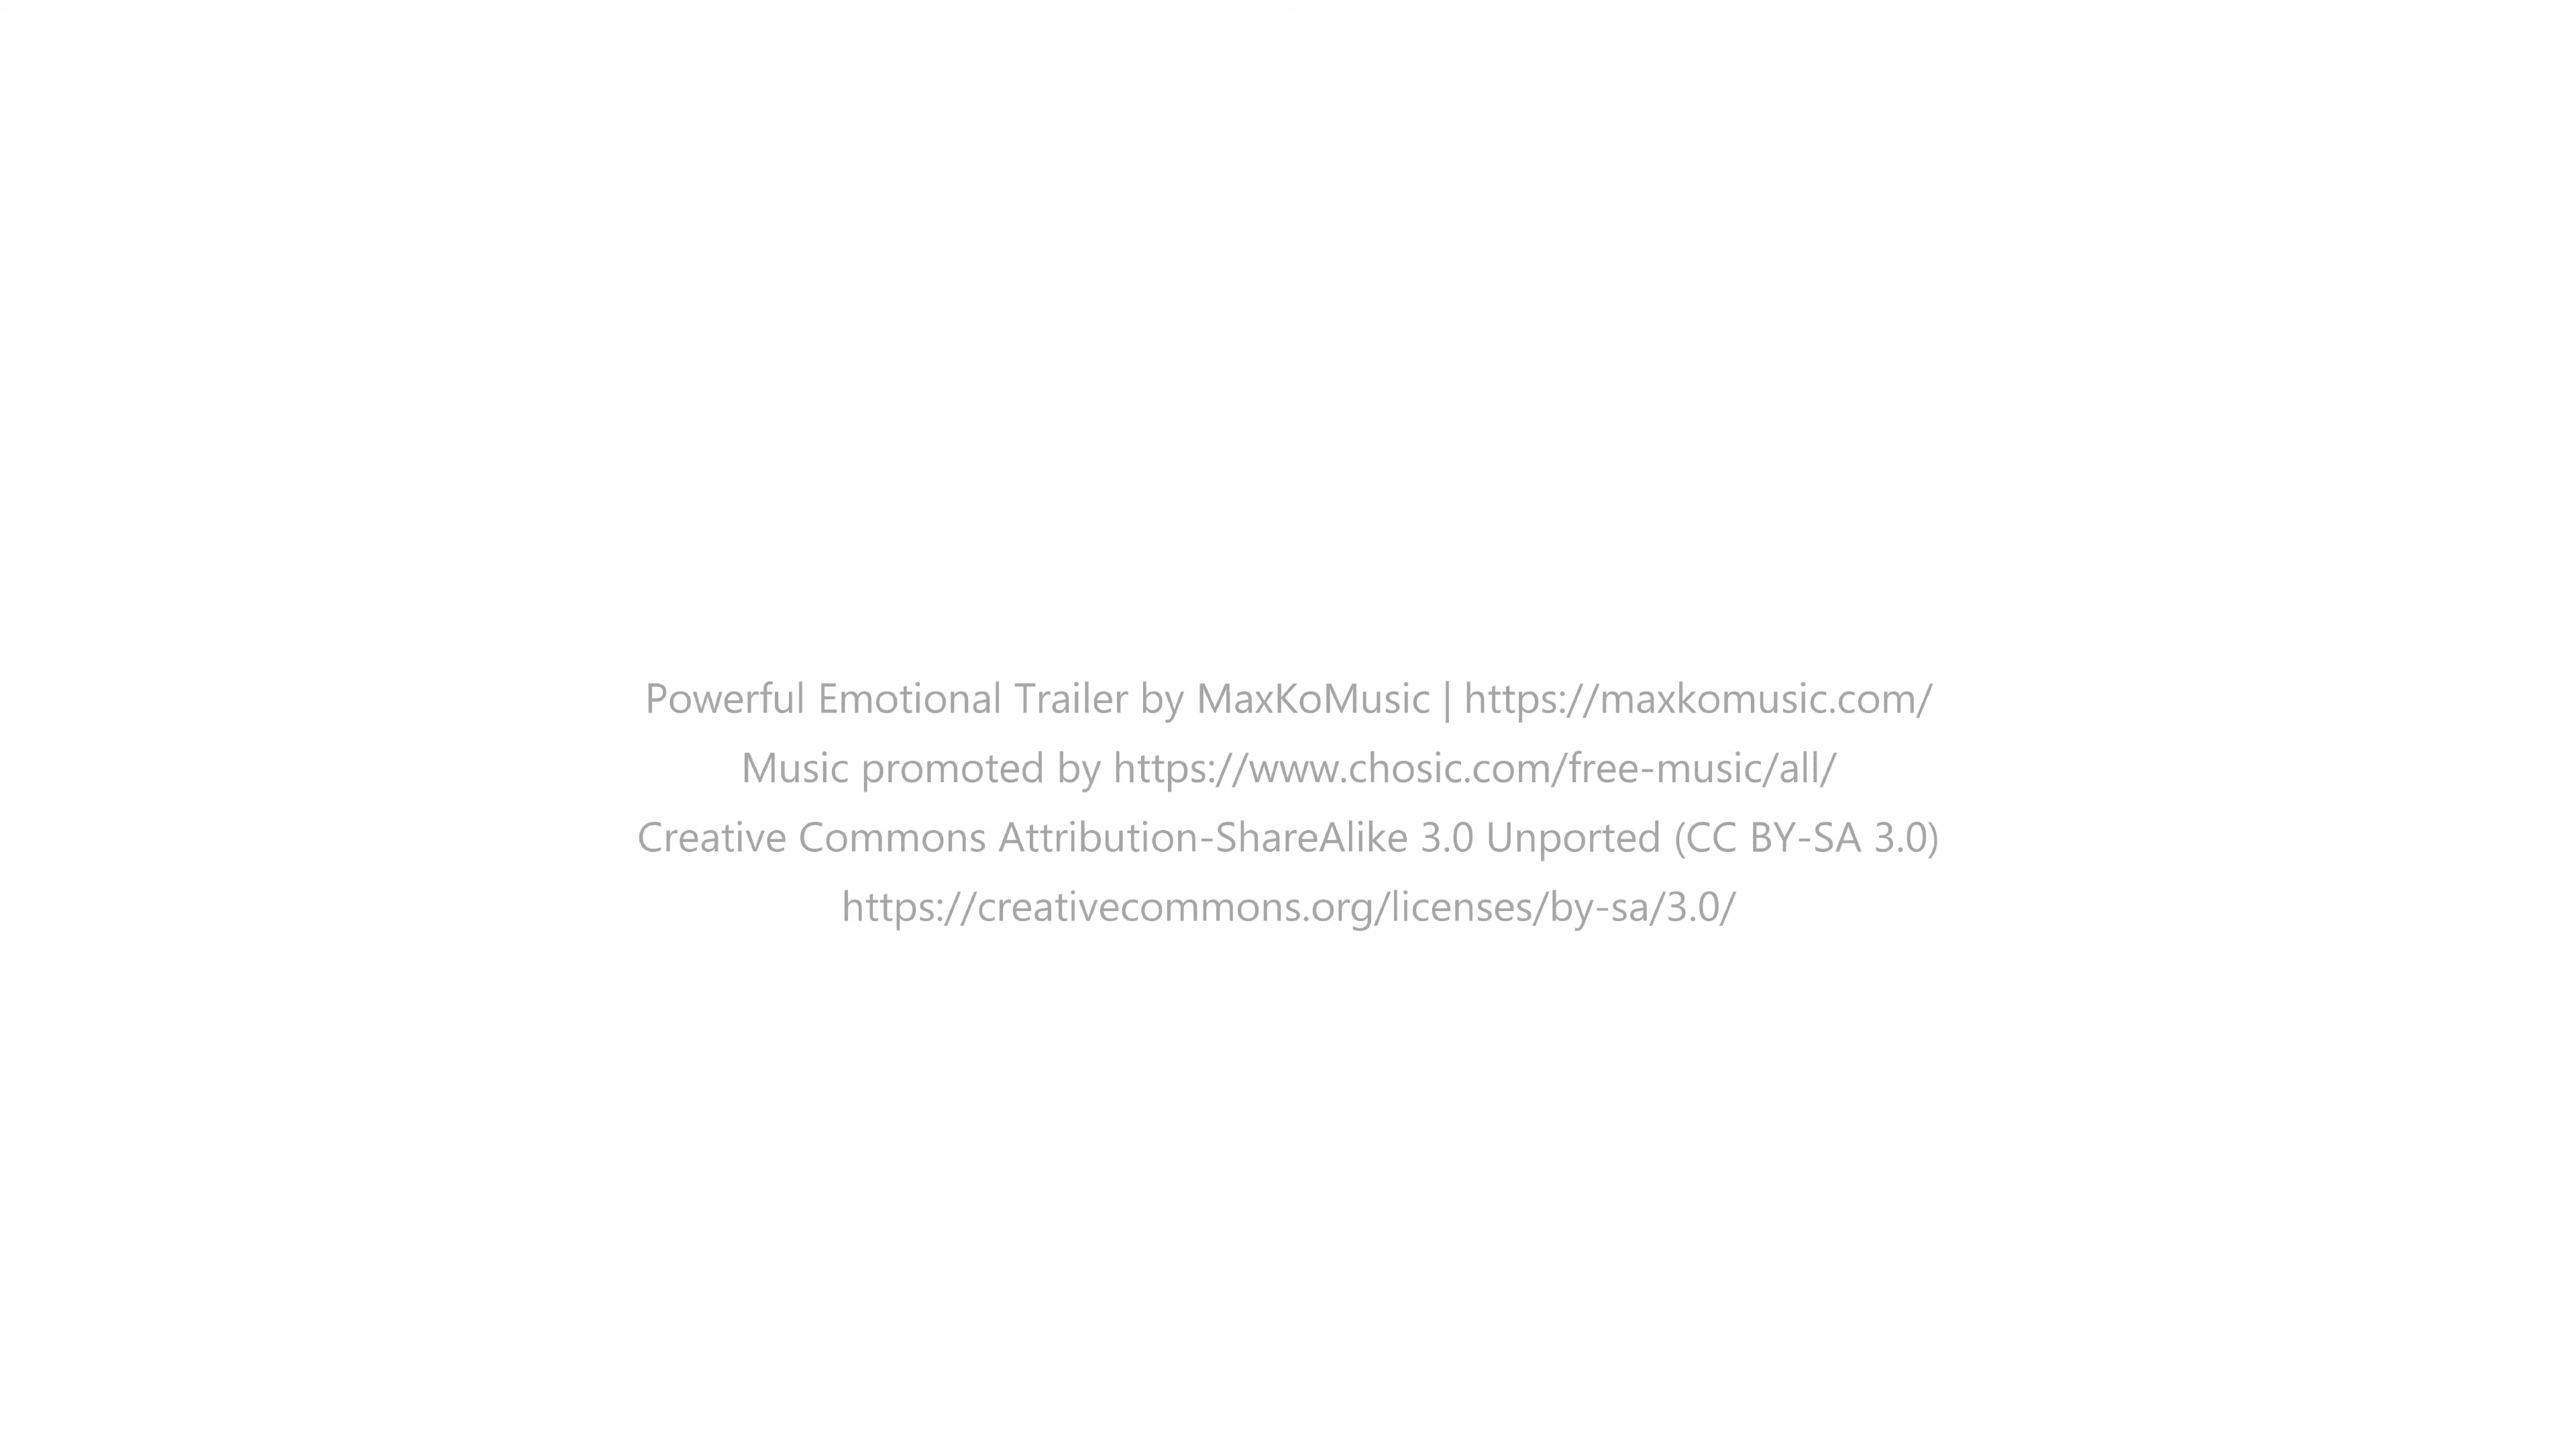 Powerful Emotional Trailer by MaxKoMusic | https://maxkomusic.com/
Music promoted by https://www.chosic.com/free-music/all/
Creative Commons Attribution-ShareAlike 3.0 Unported (CC BY-SA 3.0)
https://creativecommons.org/licenses/by-sa/3.0/